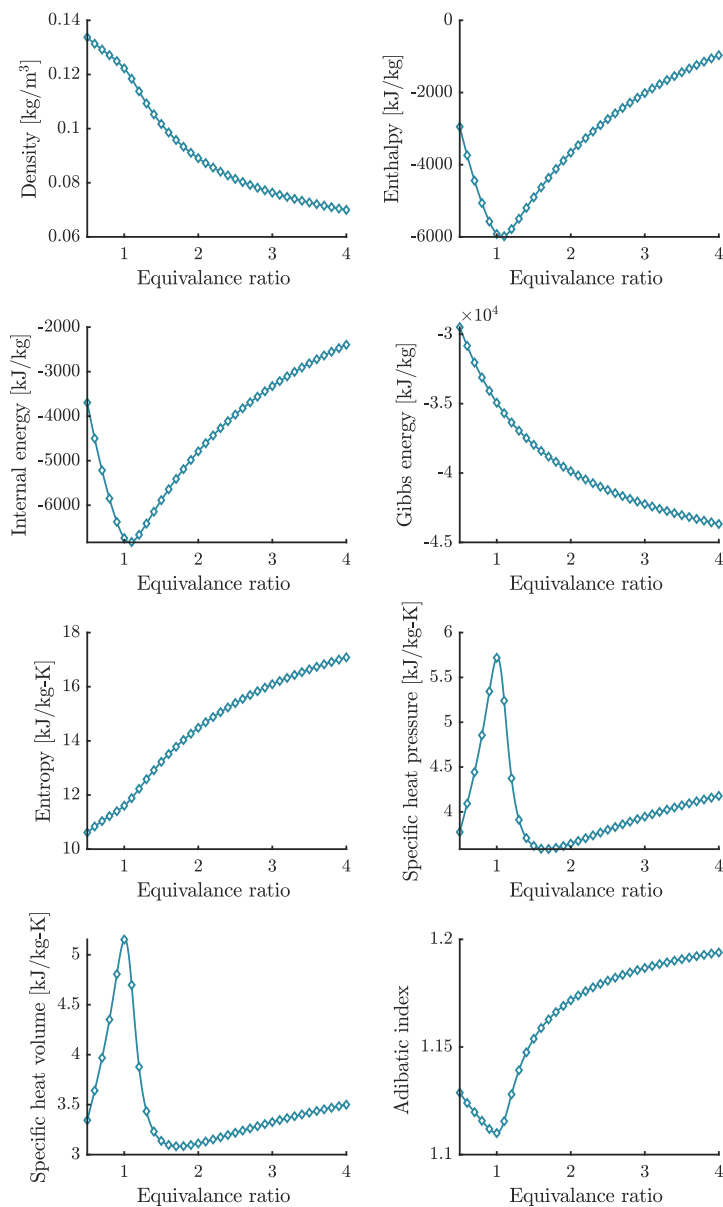 0.14
0.12
0.1
0.08
0.06
Density [kg/m³]
1 2 3 4
Equivalance ratio
0
-2000
-4000
-6000
Enthalpy [kJ/kg]
1 2 3 4
Equivalance ratio
-2000
-3000
-4000
-5000
-6000
Internal energy [kJ/kg]
1 2 3 4
Equivalance ratio
×10⁴
-3
-3.5
-4
-4.5
Gibbs energy [kJ/kg]
1 2 3 4
Equivalance ratio
18
16
14
12
10
Entropy [kJ/kg-K]
1 2 3 4
Equivalance ratio
6
5.5
5
4.5
4
Specific heat pressure [kJ/kg-K]
1 2 3 4
Equivalance ratio
5
4.5
4
3.5
3
Specific heat volume [kJ/kg-K]
1 2 3 4
Equivalance ratio
1.2
1.15
1.1
Adibatic index
1 2 3 4
Equivalance ratio